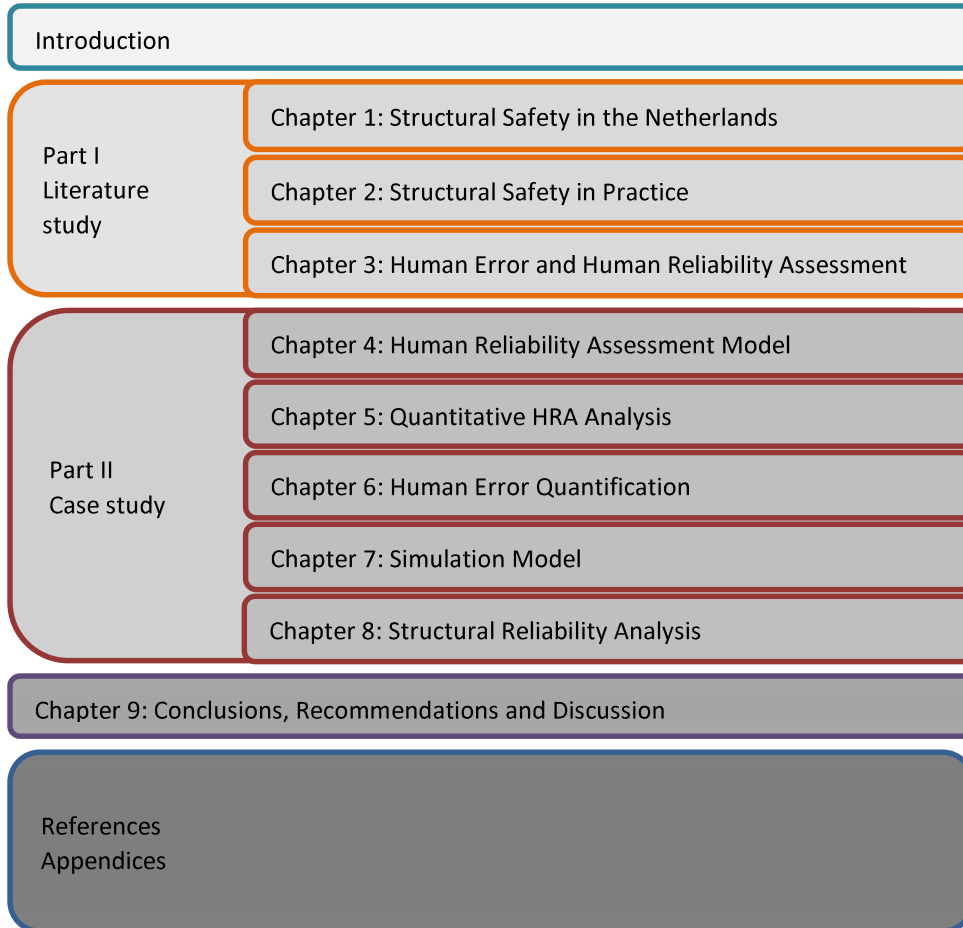 Introduction
Part I
Literature
study
Chapter 1: Structural Safety in the Netherlands
Chapter 2: Structural Safety in Practice
Chapter 3: Human Error and Human Reliability Assessment
Part II
Case study
Chapter 4: Human Reliability Assessment Model
Chapter 5: Quantitative HRA Analysis
Chapter 6: Human Error Quantification
Chapter 7: Simulation Model
Chapter 8: Structural Reliability Analysis
Chapter 9: Conclusions, Recommendations and Discussion
References
Appendices